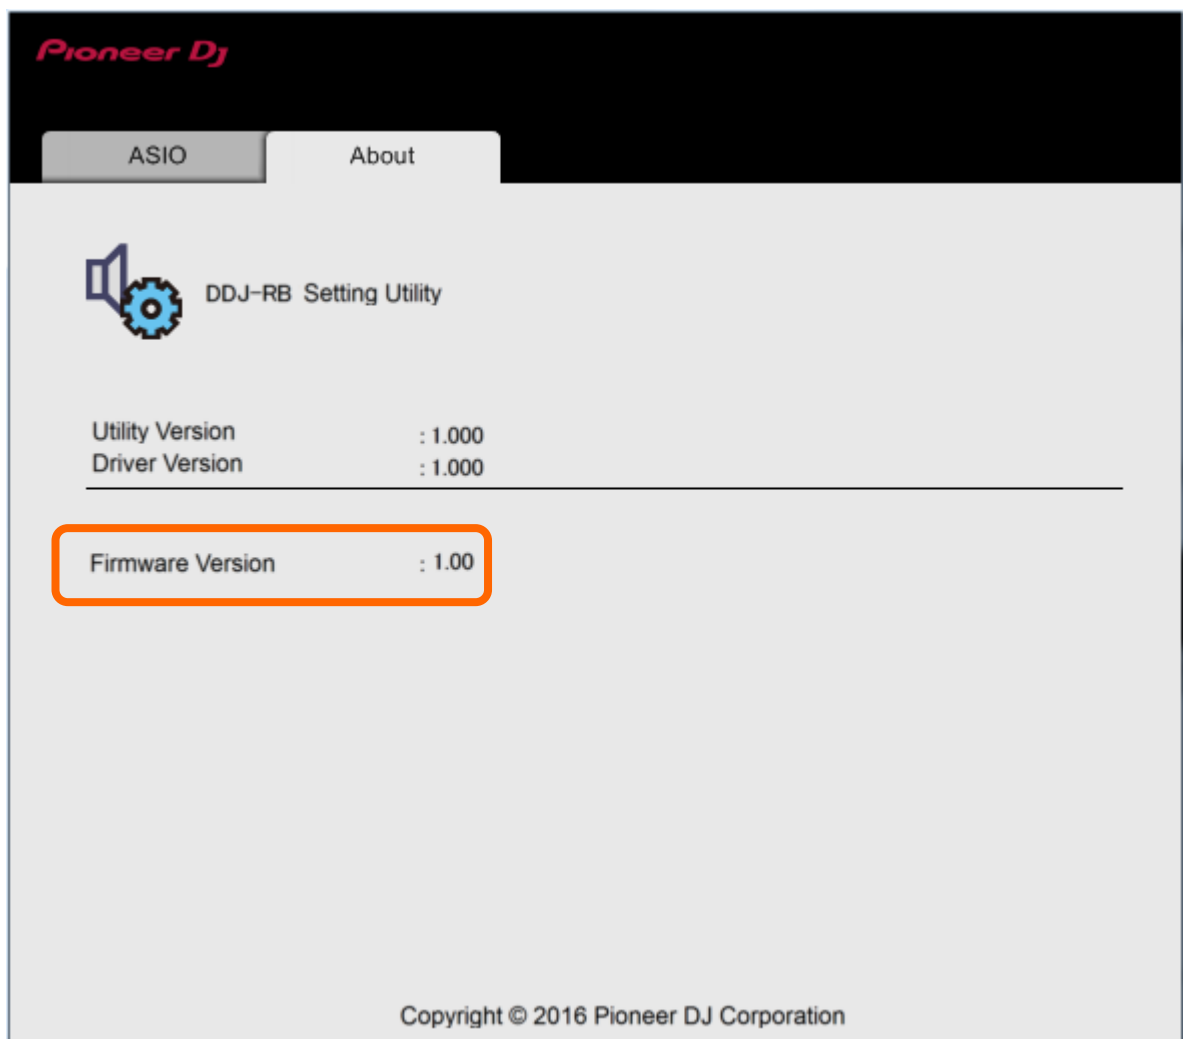 Pioneer Dj
ASIO About
DDJ-RB Setting Utility
Utility Version : 1.000
Driver Version : 1.000
Firmware Version : 1.00
Copyright © 2016 Pioneer DJ Corporation